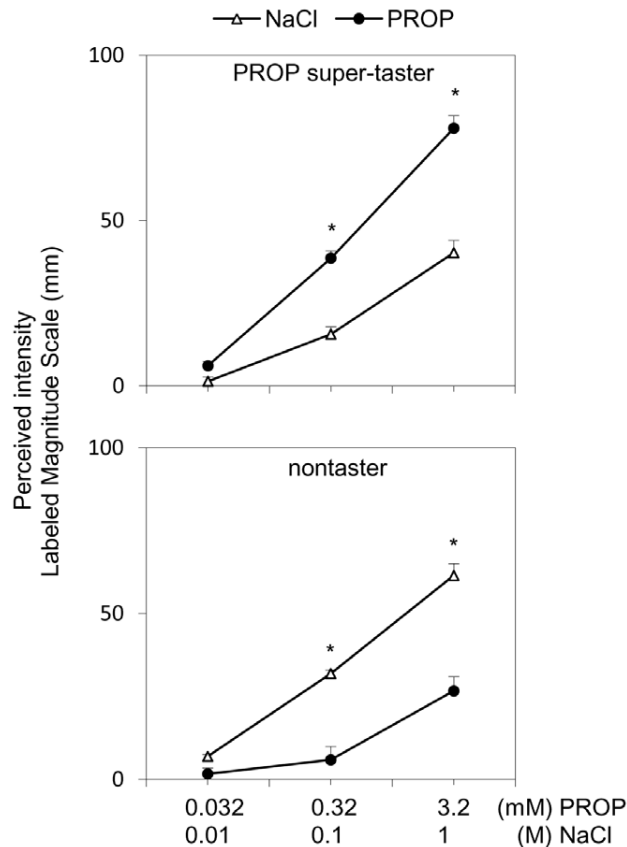 NaCl PROP
100
PROP super-taster
*
*
50
0
Perceived intensity
Labeled Magnitude Scale (mm)
100
nontaster
*
*
50
0
0.032 0.32 3.2 (mM) PROP
0.01 0.1 1 (M) NaCl